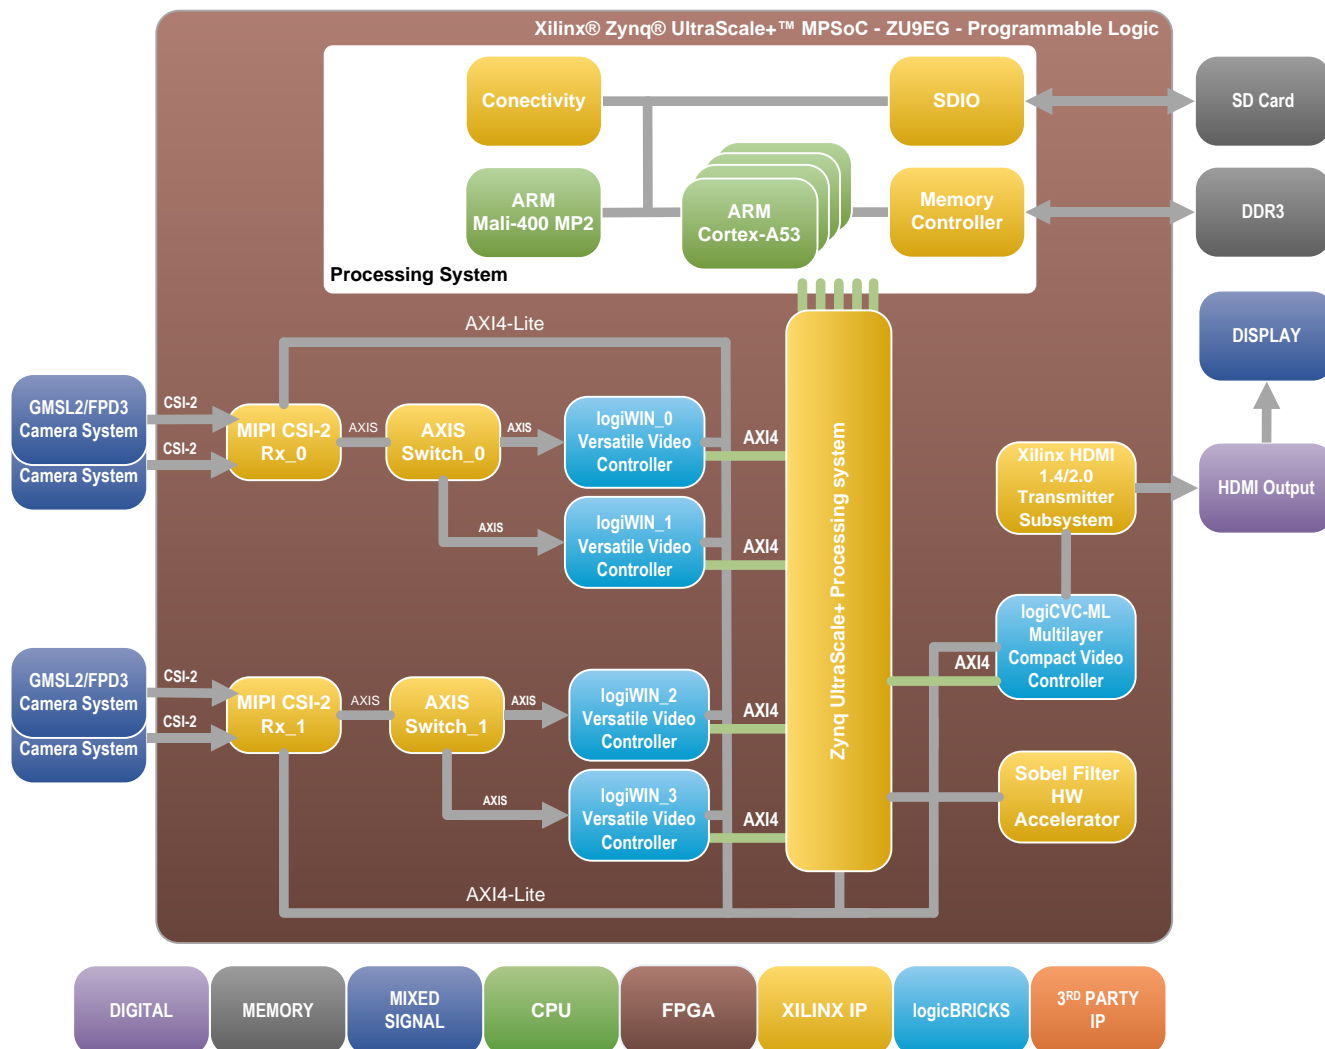 Xilinx® Zynq® UltraScale+™ MPSoC - ZU9EG - Programmable Logic
Conectivity
SDIO
SD Card
ARM
Mali-400 MP2
ARM
Cortex-A53
Memory
Controller
DDR3
Processing System
AXI4-Lite
DISPLAY
GMSL2/FPD3
Camera System
Camera System
CSI-2
CSI-2
MIPI CSI-2
Rx_0
AXIS
AXIS
Switch_0
AXIS
AXIS
logiWIN_0
Versatile Video
Controller
AXI4
logiWIN_1
Versatile Video
Controller
AXI4
Zynq UltraScale+ Processing system
Xilinx HDMI
1.4/2.0
Transmitter
Subsystem
HDMI Output
logiCVC-ML
Multilayer
Compact Video
Controller
AXI4
GMSL2/FPD3
Camera System
Camera System
CSI-2
CSI-2
MIPI CSI-2
Rx_1
AXIS
AXIS
Switch_1
AXIS
AXIS
logiWIN_2
Versatile Video
Controller
AXI4
logiWIN_3
Versatile Video
Controller
AXI4
Sobel Filter
HW
Accelerator
AXI4-Lite
DIGITAL
MEMORY
MIXED
SIGNAL
CPU
FPGA
XILINX IP
logicBRICKS
3RD PARTY
IP